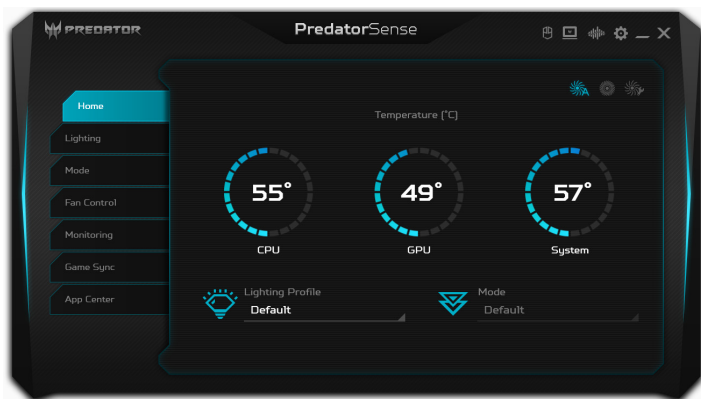 PREDATOR
PredatorSense
Home
Lighting
Mode
Fan Control
Monitoring
Game Sync
App Center
Temperature [°C]
55° 49° 57°
CPU GPU System
Lighting Profile Mode
Default Default